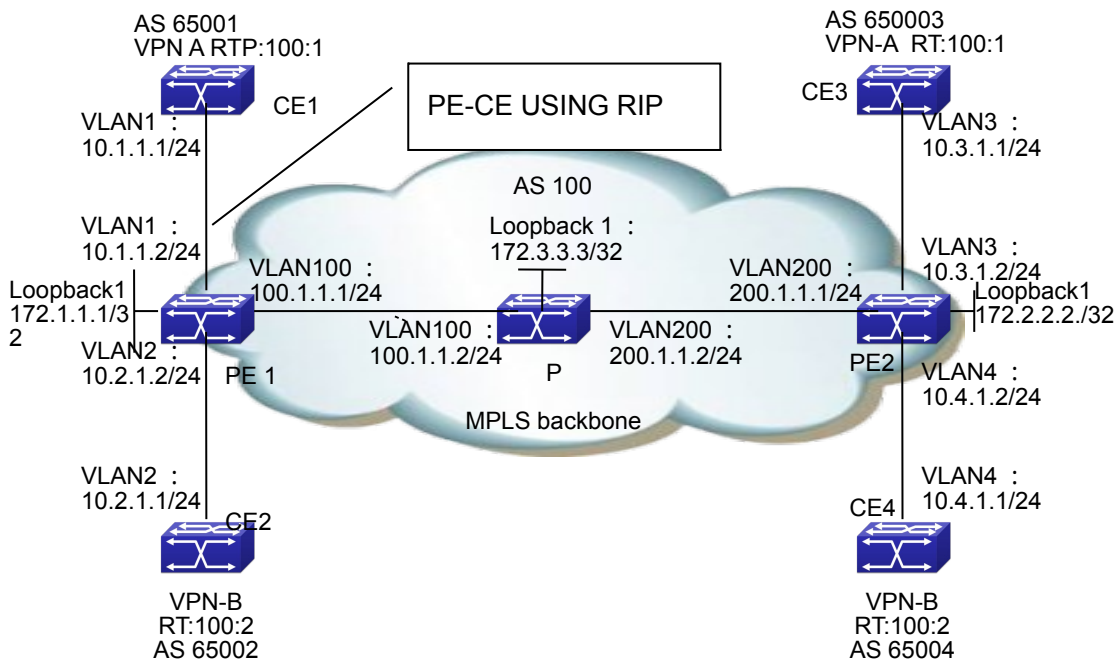 AS 65001
VPN A RTP:100:1
CE1
VLAN1 :
10.1.1.1/24
PE-CE USING RIP
AS 650003
VPN-A RT:100:1
CE3
VLAN3 :
10.3.1.1/24
AS 100
Loopback 1 :
172.3.3.3/32
VLAN1 :
10.1.1.2/24
VLAN100 :
100.1.1.1/24
VLAN200 :
200.1.1.1/24
VLAN3 :
10.3.1.2/24
Loopback1
172.1.1.1/3
2
Loopback1
172.2.2.2./32
VLAN100 :
100.1.1.2/24
VLAN200 :
200.1.1.2/24
P
VLAN2 :
10.2.1.2/24
PE 1
PE2
VLAN4 :
10.4.1.2/24
MPLS backbone
VLAN2 :
10.2.1.1/24
CE2
CE4
VLAN4 :
10.4.1.1/24
VPN-B
RT:100:2
AS 65002
VPN-B
RT:100:2
AS 65004